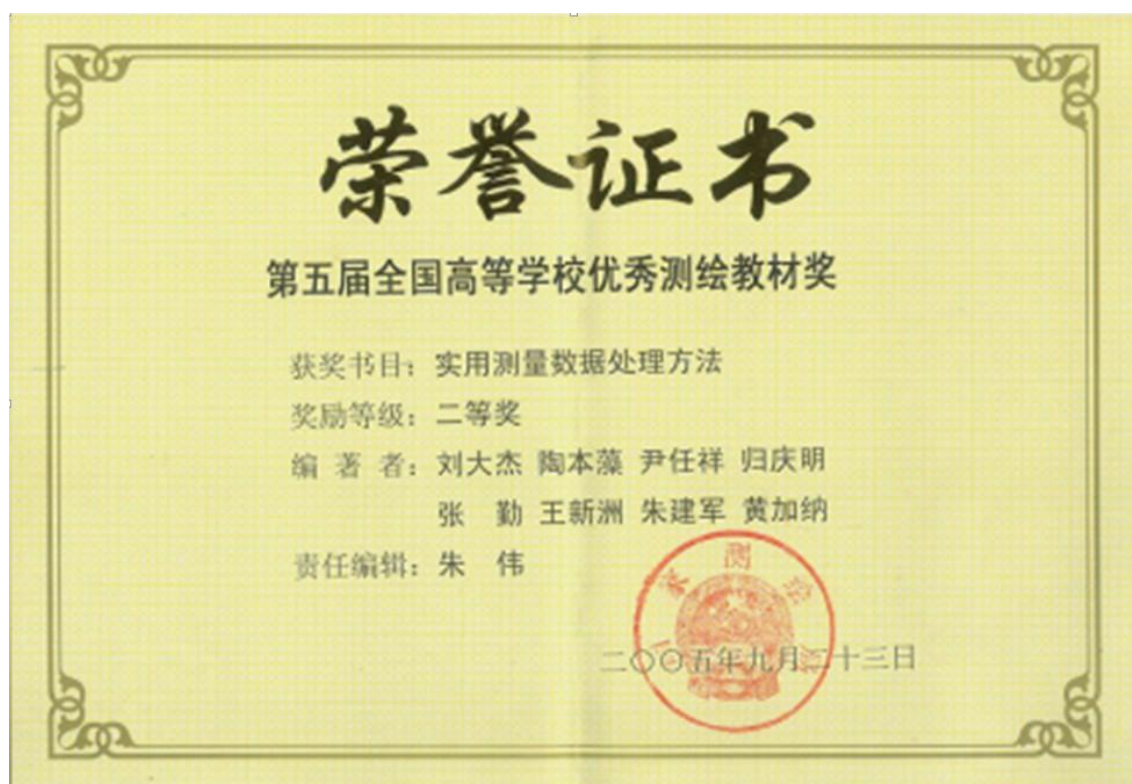 荣誉证书
第五届全国高等学校优秀测绘教材奖
获奖书目：实用测量数据处理方法
奖励等级：二等奖
编 著 者：刘大杰 陶本藻 尹任祥 归庆明
张　勤 王新洲 朱建军 黄加纳
责任编辑：朱　伟
家测绘
二〇〇五年九月二十三日